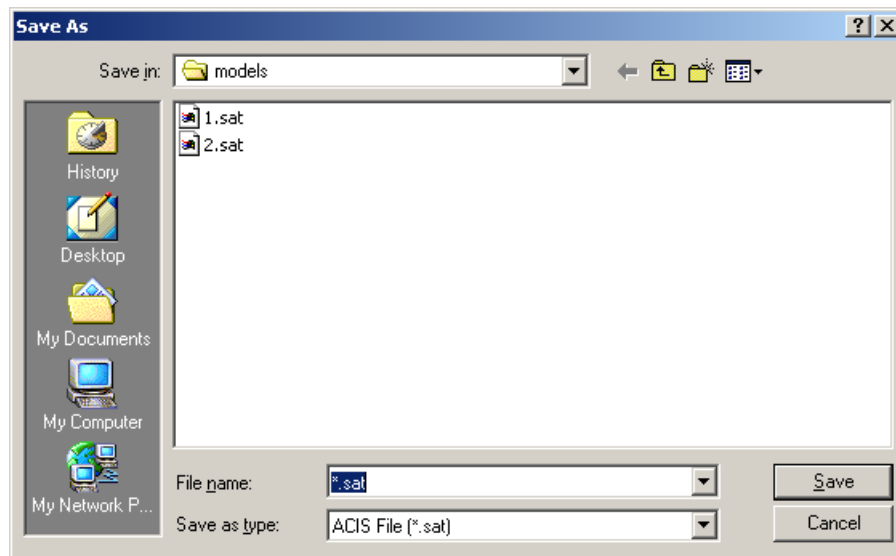 Save As
Save in:
models
1.sat
2.sat
History
Desktop
My Documents
My Computer
My Network P...
File name:
*.sat
Save
Save as type:
ACIS File (*.sat)
Cancel